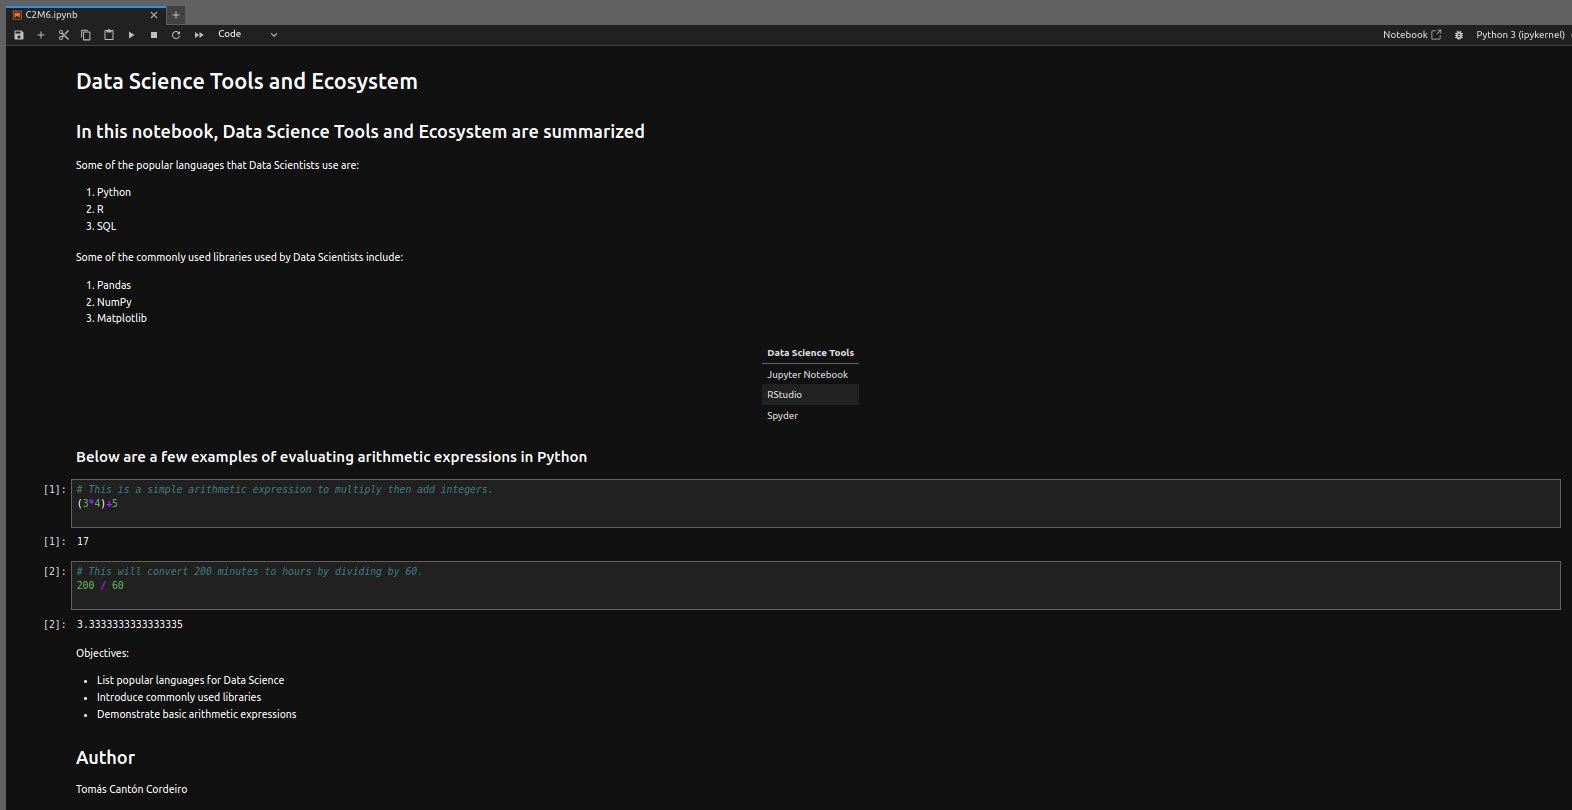 C2M6.ipynb
Code
Notebook
Python 3 (ipykernel)
Data Science Tools and Ecosystem
In this notebook, Data Science Tools and Ecosystem are summarized
Some of the popular languages that Data Scientists use are:
1. Python
2. R
3. SQL
Some of the commonly used libraries used by Data Scientists include:
1. Pandas
2. NumPy
3. Matplotlib
Data Science Tools
Jupyter Notebook
RStudio
Spyder
Below are a few examples of evaluating arithmetic expressions in Python
[1]: # This is a simple arithmetic expression to multiply then add integers.
(3*4)+5
[1]: 17
[2]: # This will convert 200 minutes to hours by dividing by 60.
200 / 60
[2]: 3.3333333333333335
Objectives:
• List popular languages for Data Science
• Introduce commonly used libraries
• Demonstrate basic arithmetic expressions
Author
Tomás Cantón Cordeiro